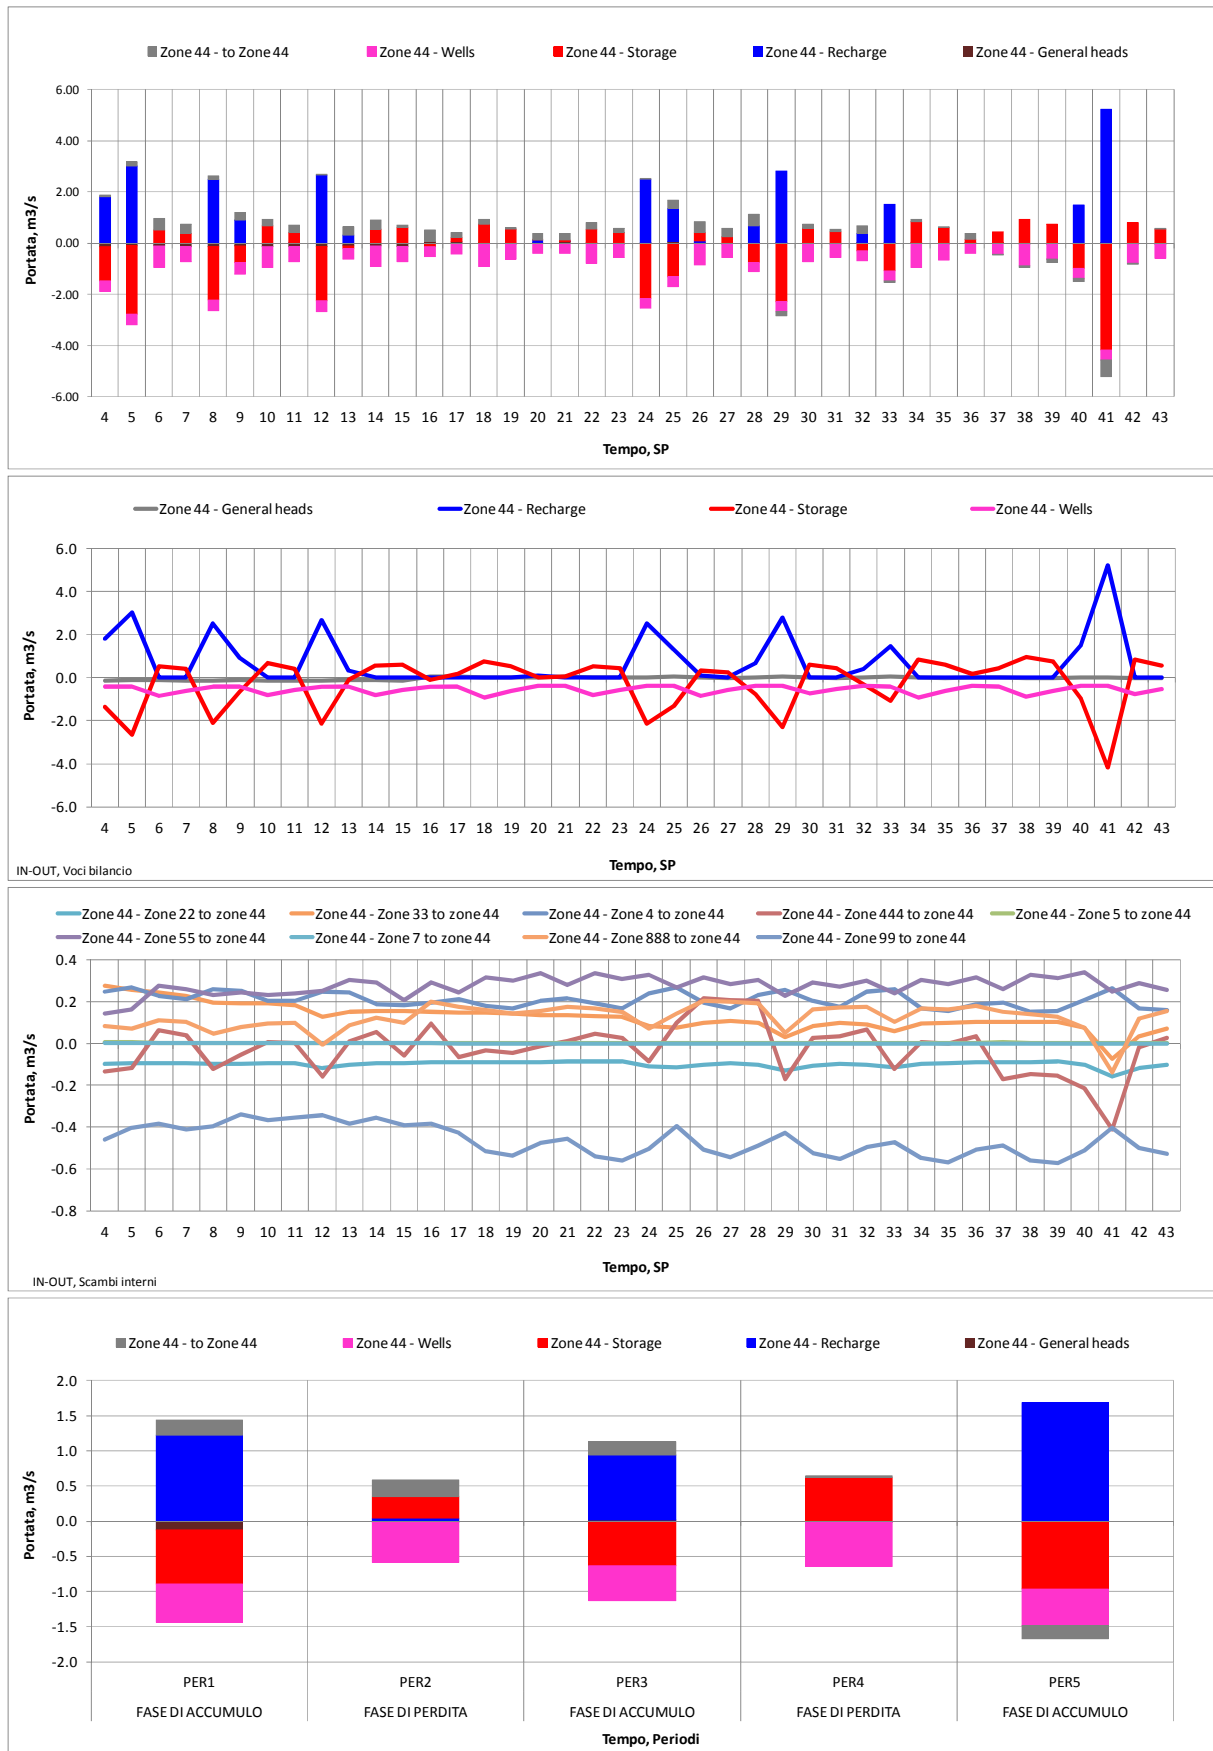 Zone 44 - to Zone 44 Zone 44 - Wells Zone 44 - Storage Zone 44 - Recharge Zone 44 - General heads
6.00
4.00
2.00
0.00
-2.00
-4.00
-6.00
Portata, m3/s
4 5 6 7 8 9 10 11 12 13 14 15 16 17 18 19 20 21 22 23 24 25 26 27 28 29 30 31 32 33 34 35 36 37 38 39 40 41 42 43
Tempo, SP
Zone 44 - General heads Zone 44 - Recharge Zone 44 - Storage Zone 44 - Wells
6.0
4.0
2.0
0.0
-2.0
-4.0
-6.0
Portata, m3/s
4 5 6 7 8 9 10 11 12 13 14 15 16 17 18 19 20 21 22 23 24 25 26 27 28 29 30 31 32 33 34 35 36 37 38 39 40 41 42 43
Tempo, SP
IN-OUT, Voci bilancio
Zone 44 - Zone 22 to zone 44 Zone 44 - Zone 33 to zone 44 Zone 44 - Zone 4 to zone 44 Zone 44 - Zone 444 to zone 44 Zone 44 - Zone 5 to zone 44
Zone 44 - Zone 55 to zone 44 Zone 44 - Zone 7 to zone 44 Zone 44 - Zone 888 to zone 44 Zone 44 - Zone 99 to zone 44
0.4
0.2
0.0
-0.2
-0.4
-0.6
-0.8
Portata, m3/s
4 5 6 7 8 9 10 11 12 13 14 15 16 17 18 19 20 21 22 23 24 25 26 27 28 29 30 31 32 33 34 35 36 37 38 39 40 41 42 43
Tempo, SP
IN-OUT, Scambi interni
Zone 44 - to Zone 44 Zone 44 - Wells Zone 44 - Storage Zone 44 - Recharge Zone 44 - General heads
2.0
1.5
1.0
0.5
0.0
-0.5
-1.0
-1.5
-2.0
Portata, m3/s
PER1 PER2 PER3 PER4 PER5
FASE DI ACCUMULO FASE DI PERDITA FASE DI ACCUMULO FASE DI PERDITA FASE DI ACCUMULO
Tempo, Periodi